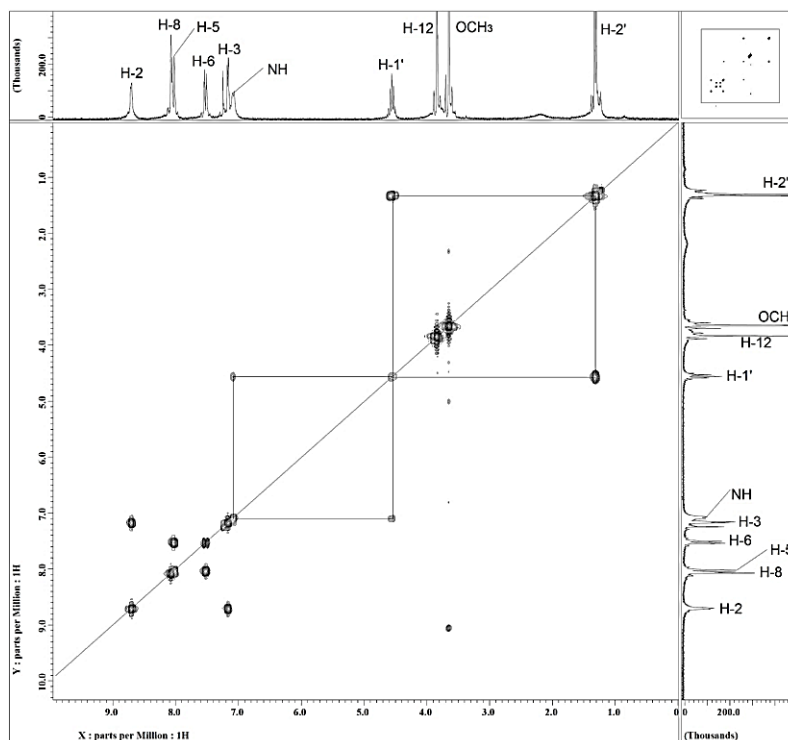 (Thousands)
200.0
0
H-2
H-8
H-5
H-6
H-3
NH
H-1'
H-12
OCH3
H-2'
1.0
2.0
3.0
4.0
5.0
6.0
7.0
8.0
9.0
10.0
Y : parts per Million : 1H
9.0 8.0 7.0 6.0 5.0 4.0 3.0 2.0 1.0 0
X : parts per Million : 1H
H-2'
OCH
H-12
H-1'
NH
H-3
H-6
H-5
H-8
H-2
0 200.0
(Thousands)